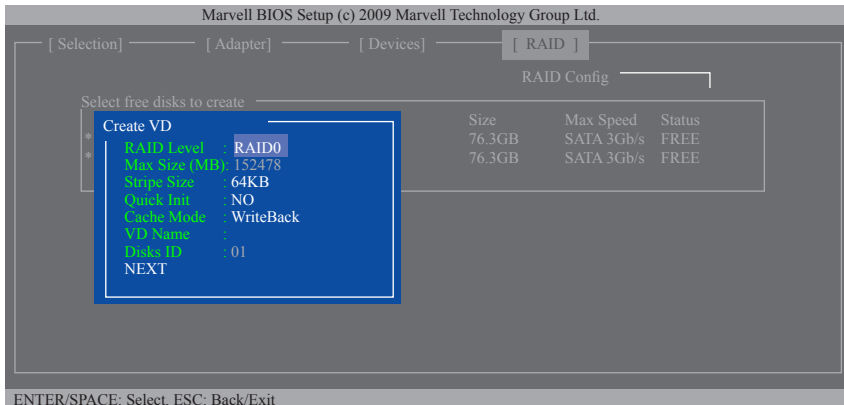 Marvell BIOS Setup (c) 2009 Marvell Technology Group Ltd.
[ Selection] [ Adapter] [ Devices] [ RAID ]
RAID Config
Select free disks to create
Size Max Speed Status
* 76.3GB SATA 3Gb/s FREE
* 76.3GB SATA 3Gb/s FREE
Create VD
RAID Level : RAID0
Max Size (MB): 152478
Stripe Size : 64KB
Quick Init : NO
Cache Mode : WriteBack
VD Name :
Disks ID : 01
NEXT
ENTER/SPACE: Select, ESC: Back/Exit